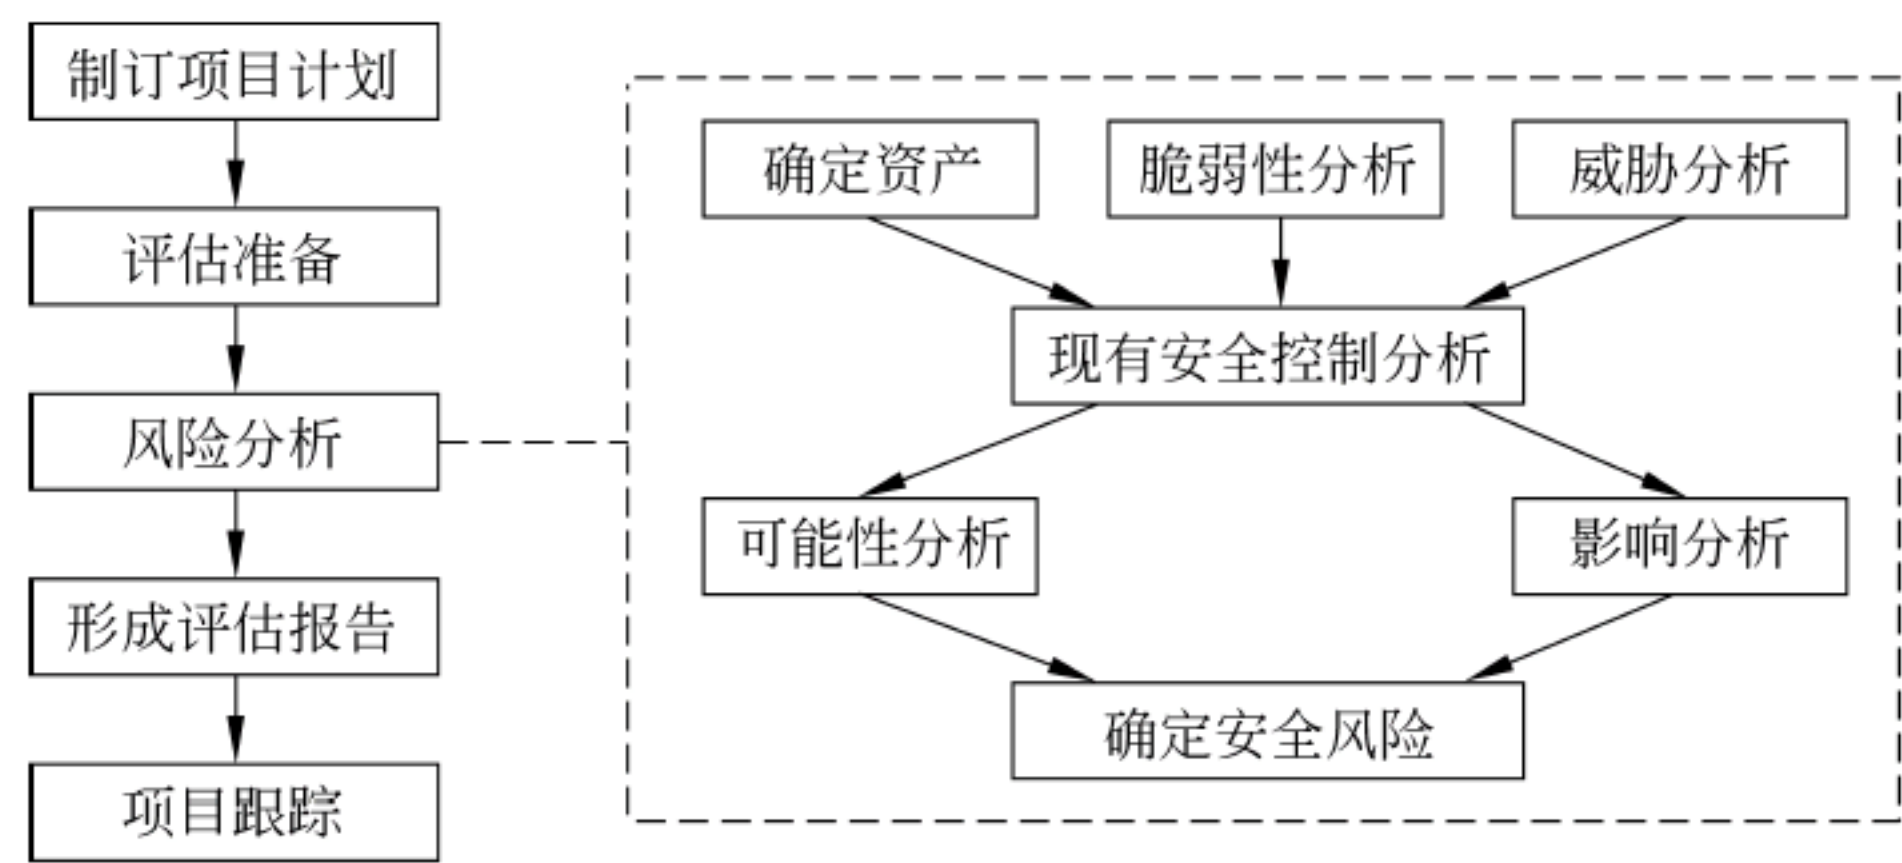 制订项目计划
评估准备
风险分析
形成评估报告
项目跟踪
确定资产
脆弱性分析
威胁分析
现有安全控制分析
可能性分析
影响分析
确定安全风险